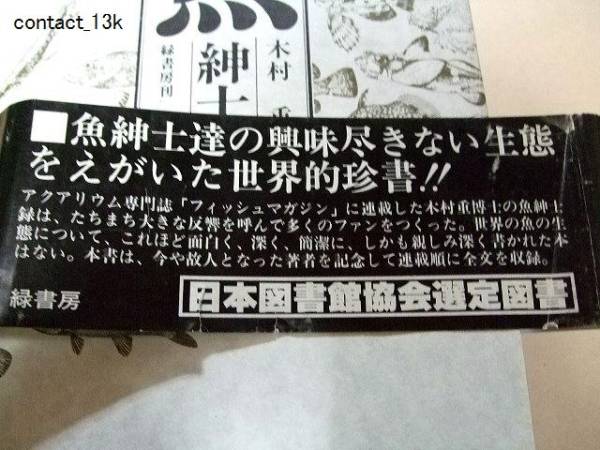 contact_13k
木村重
紳士
緑書房刊
■魚紳士達の興味尽きない生態
をえがいた世界的珍書!!
アクアリウム専門誌「フィッシュマガジン」に連載した木村重博士の魚紳士
録は、たちまち大きな反響を呼んで多くのファンをつくった。世界の魚の生
態について、これほど面白く、深く、簡潔に、しかも親しみ深く書かれた本
はない。本書は、今や故人となった著者を記念して連載順に全文を収録。
緑書房
日本図書館協会選定図書